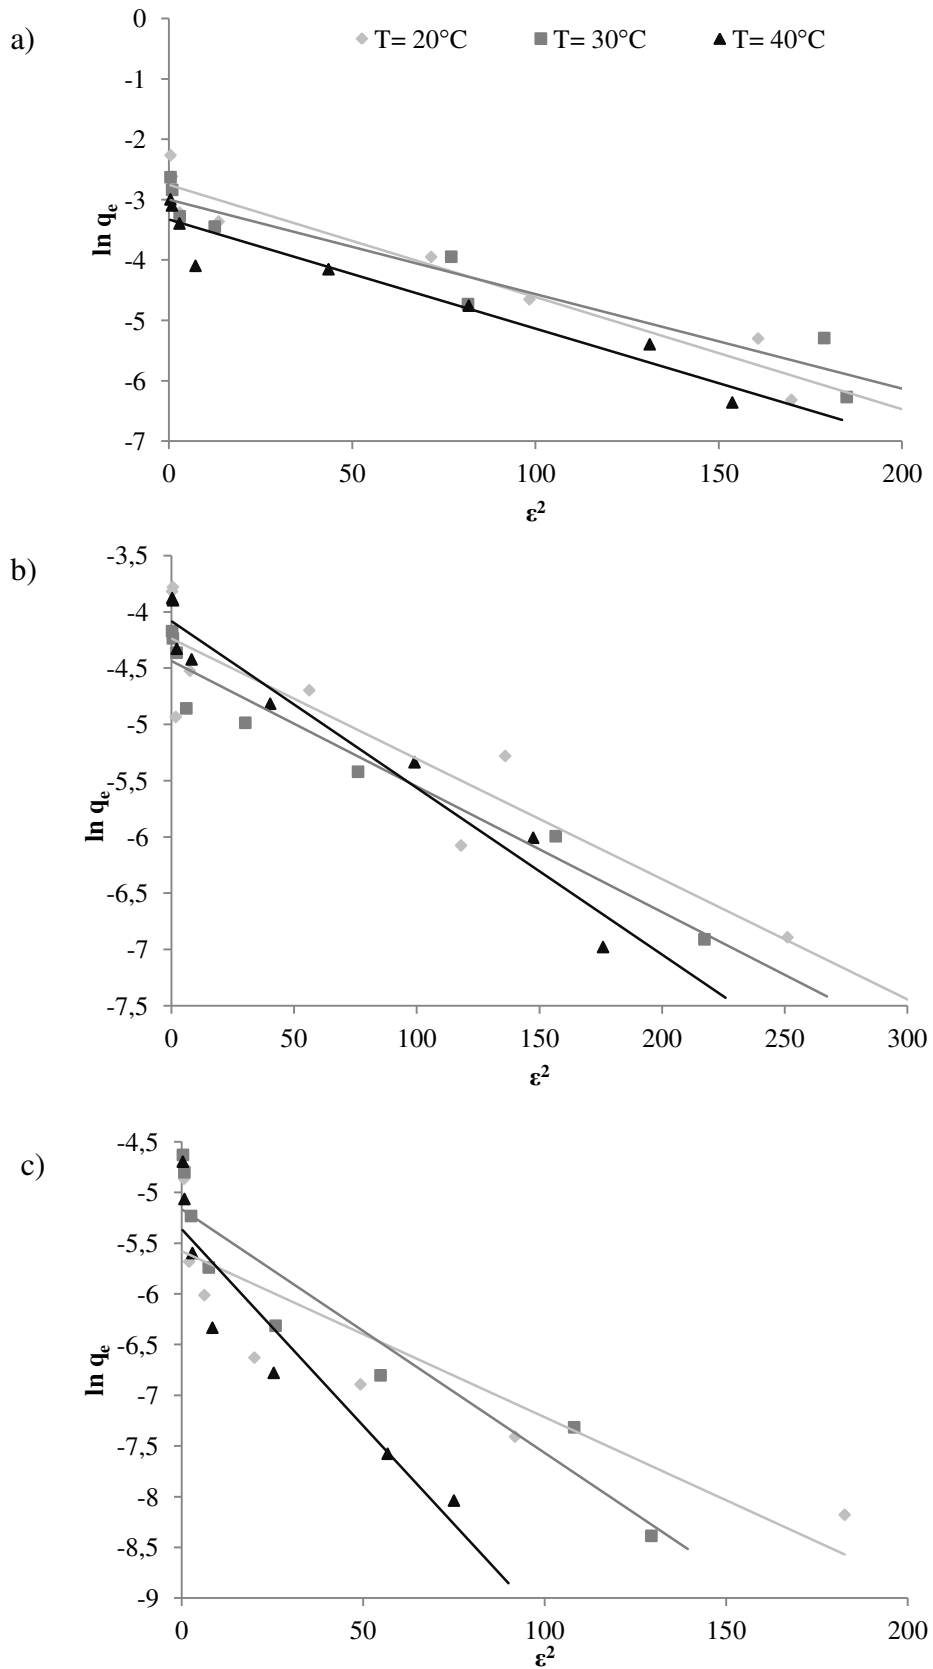 a)
T= 20°C T= 30°C T= 40°C
0
-1
-2
-3
-4
-5
-6
-7
ln qe
0 50 100 150 200
ε²
b)
-3,5
-4
-4,5
-5
-5,5
-6
-6,5
-7
-7,5
ln qe
0 50 100 150 200 250 300
ε²
c)
-4,5
-5
-5,5
-6
-6,5
-7
-7,5
-8
-8,5
-9
ln qe
0 50 100 150 200
ε²